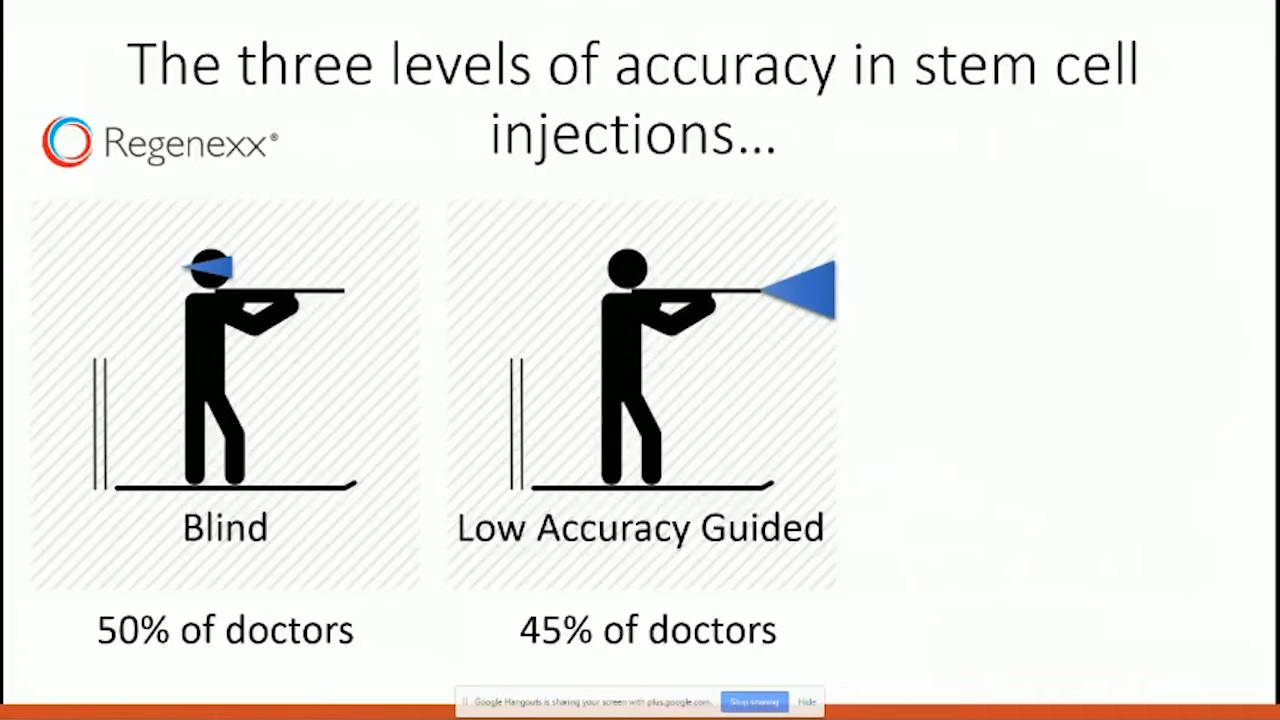 The three levels of accuracy in stem cell
injections...
Regenexx®
Blind
Low Accuracy Guided
50% of doctors
45% of doctors
Google Hangouts is sharing your screen with plus.google.com.
Stop sharing
Hide